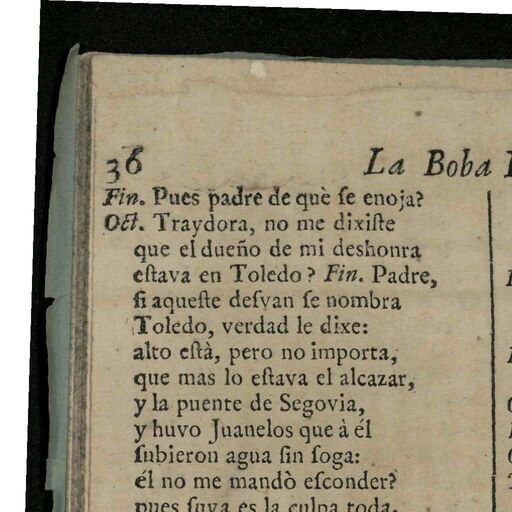 36
La Boba
Fin. Pues padre de què ſe enoja?
Oct. Traydora, no me dixiſte
que el dueño de mi deshonra
eſtava en Toledo? Fin. Padre,
ſi aqueſte deſvan ſe nombra
Toledo, verdad le dixe:
alto eſtà, pero no importa,
que mas lo eſtava el alcazar,
y la puente de Segovia,
y huvo Juanelos que à él
ſubieron agua ſin ſoga:
él no me mandò eſconder?
pues ſuya es la culpa toda.